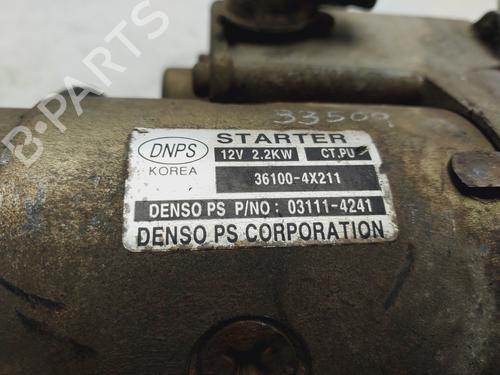 33509
STARTER
DNPS
KOREA
12V 2.2KW CT.PU
36100-4X211
DENSO PS P/NO : 03111-4241
DENSO PS CORPORATION
B-PARTS
B-PARTS